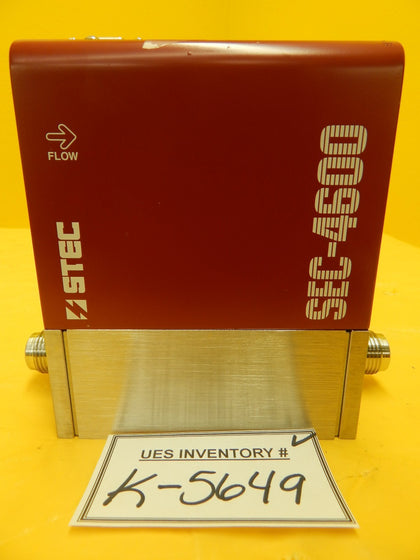 FLOW
STEC
SEC-4600
UES INVENTORY #
K-5649